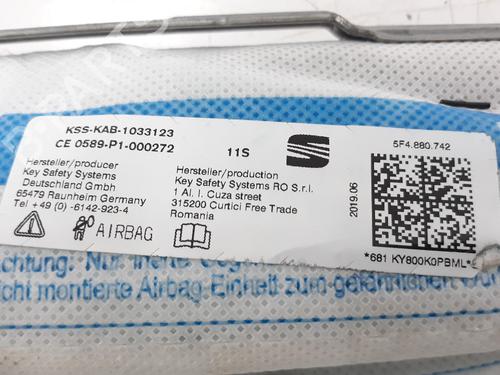 KSS-KAB-1033123
CE 0589-P1-000272
11S
Hersteller/producer
Key Safety Systems
Deutschland GmbH
65479 Raunheim Germany
Tel +49 (0) -6142-923-4
AIRBAG
Hersteller/production
Key Safety Systems RO S.r.l.
1 Al. I. Cuza street
315200 Curtici Free Trade
Romania
2019.06
5F4.880.742
*681 KY800K0PBML*
montierte Airbag Einheit zum